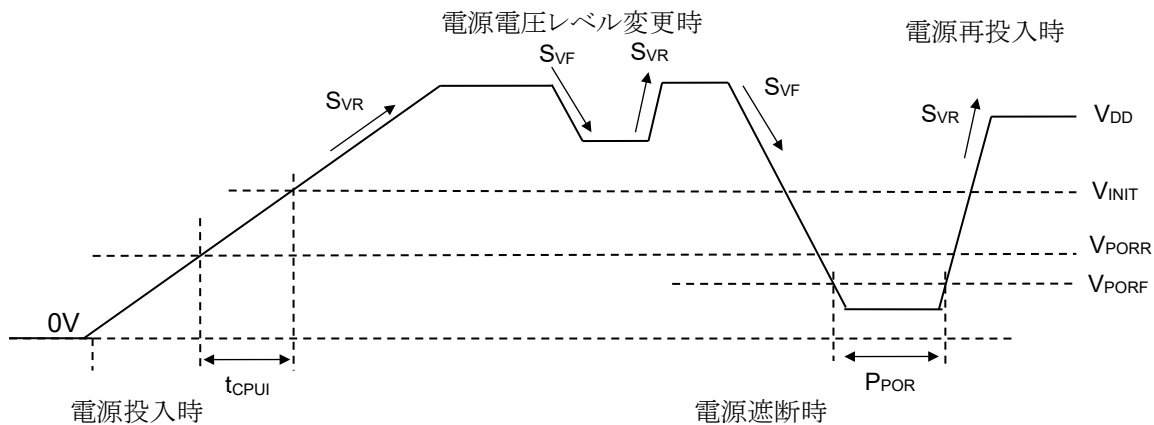 電源電圧レベル変更時
電源再投入時
SVF
SVR
SVR
SVF
SVR
VDD
VINIT
VPORR
VPORF
0V
tCPUI
PPOR
電源投入時
電源遮断時